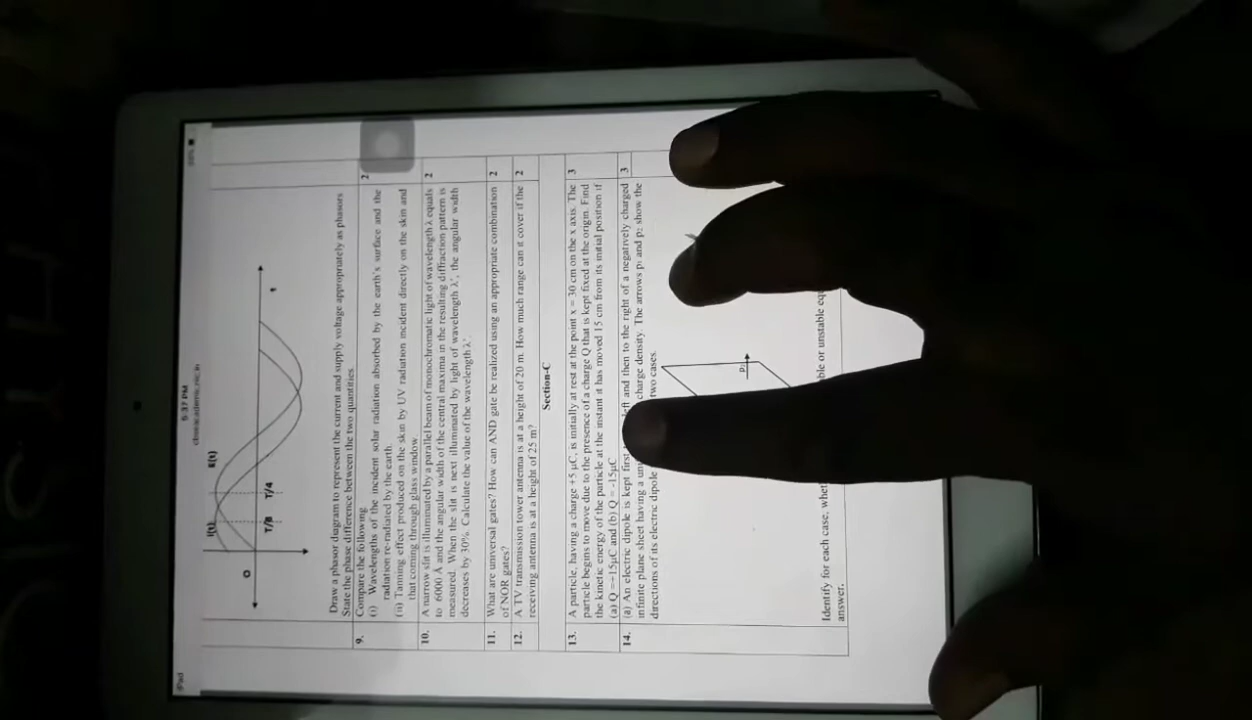 iPad
5:37 PM
cbseacademic.nic.in
I(t)
E(t)
O
T/8
T/4
t
Draw a phasor diagram to represent the current and supply voltage appropriately as phasors
State the phase difference between the two quantities.
9. Compare the following 2
(i) Wavelengths of the incident solar radiation absorbed by the earth's surface and the
radiation re-radiated by the earth.
(ii) Tanning effect produced on the skin by UV radiation incident directly on the skin and
that coming through glass window
10. A narrow slit is illuminated by a parallel beam of monochromatic light of wavelength λ equals 2
to 6000 Å and the angular width of the central maxima in the resulting diffraction pattern is
measured. When the slit is next illuminated by light of wavelength λ', the angular width
decreases by 30%. Calculate the value of the wavelength λ'.
11. What are universal gates? How can AND gate be realized using an appropriate combination 2
of NOR gates?
12. A TV transmission tower antenna is at a height of 20 m. How much range can it cover if the 2
receiving antenna is at a height of 25 m?
Section-C
13. A particle, having a charge +5 μC, is initially at rest at the point x = 30 cm on the x axis. The 3
particle begins to move due to the presence of a charge Q that is kept fixed at the origin. Find
the kinetic energy of the particle at the instant it has moved 15 cm from its initial position if
(a) Q =+15μC and (b) Q = -15μC
14. (a) An electric dipole is kept first left and then to the right of a negatively charged 3
infinite plane sheet having a charge density. The arrows p1 and p2 show the
directions of its electric dipole two cases.
Identify for each case, or unstable
answer.